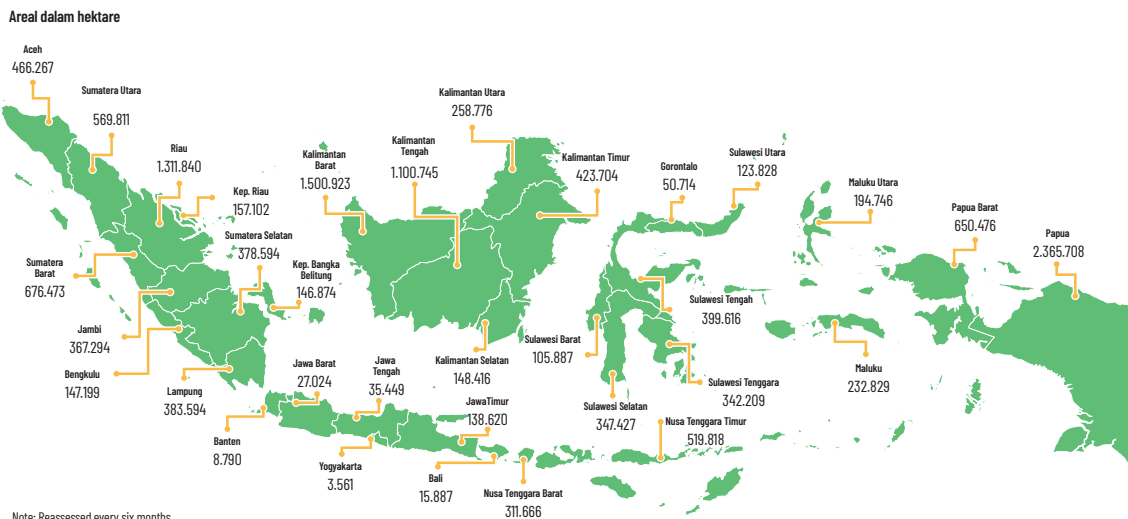 Areal dalam hektare
Aceh
466.267
Sumatera Utara
569.811
Riau
1.311.840
Kep. Riau
157.102
Sumatera Selatan
378.594
Kep. Bangka
Belitung
146.874
Sumatera
Barat
676.473
Jambi
367.294
Bengkulu
147.199
Lampung
383.594
Banten
8.790
Jawa Barat
27.024
Jawa
Tengah
35.449
JawaTimur
138.620
Yogyakarta
3.561
Bali
15.887
Nusa Tenggara Barat
311.666
Nusa Tenggara Timur
519.818
Kalimantan
Barat
1.500.923
Kalimantan
Tengah
1.100.745
Kalimantan Utara
258.776
Kalimantan Timur
423.704
Kalimantan Selatan
148.416
Gorontalo
50.714
Sulawesi Utara
123.828
Sulawesi Tengah
399.616
Sulawesi Barat
105.887
Sulawesi Tenggara
342.209
Sulawesi Selatan
347.427
Maluku Utara
194.746
Maluku
232.829
Papua Barat
650.476
Papua
2.365.708
Note: Reassessed every six months